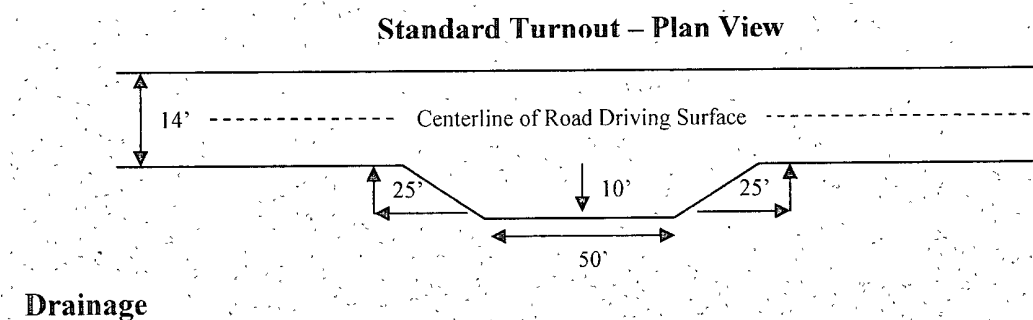 Standard Turnout – Plan View
14’
Centerline of Road Driving Surface
25’
10’
25’
50’
Drainage